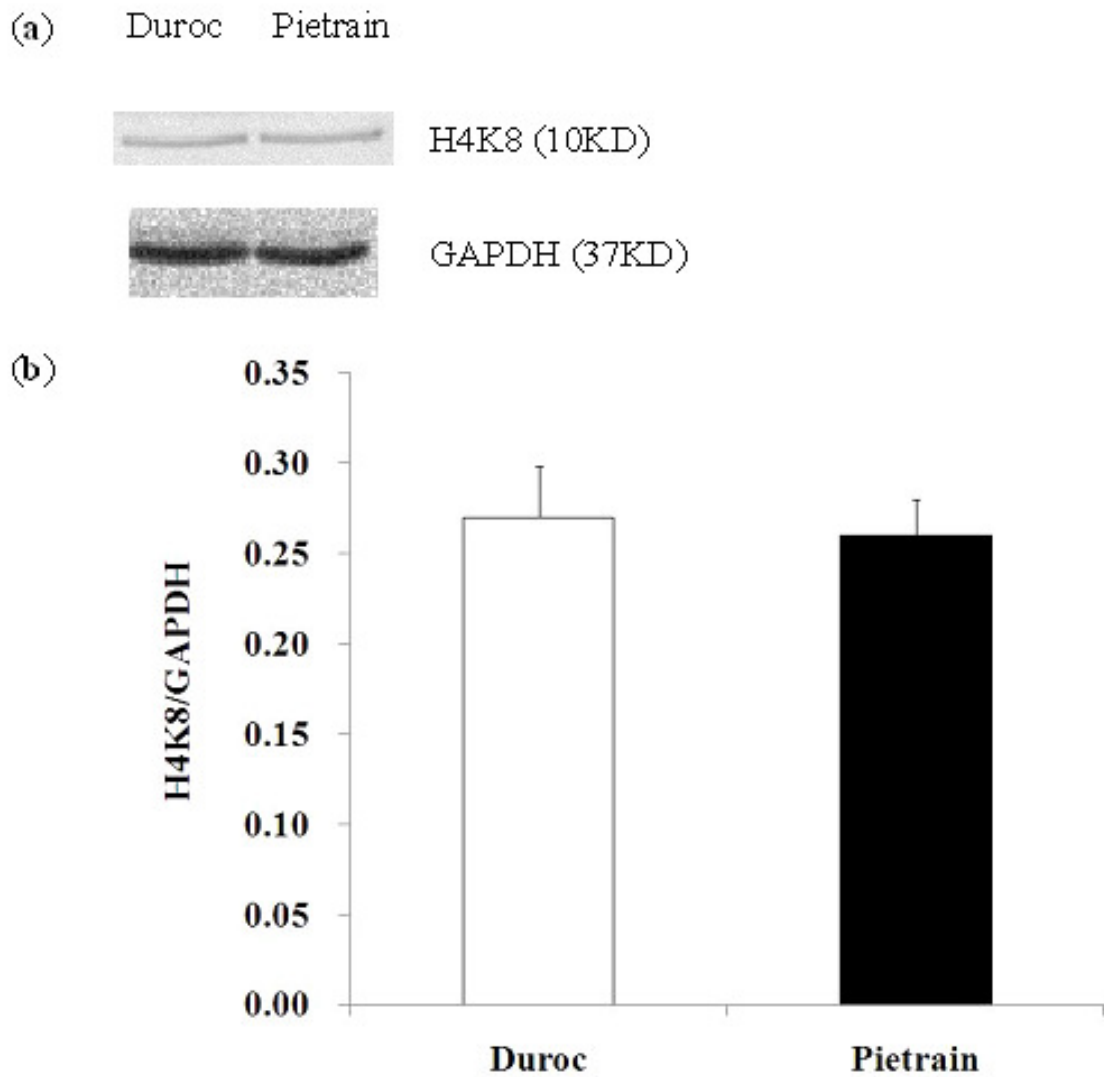 (a) Duroc Pietrain
H4K8 (10KD)
GAPDH (37KD)
(b)
0.35
0.30
0.25
0.20
0.15
0.10
0.05
0.00
H4K8/GAPDH
Duroc Pietrain